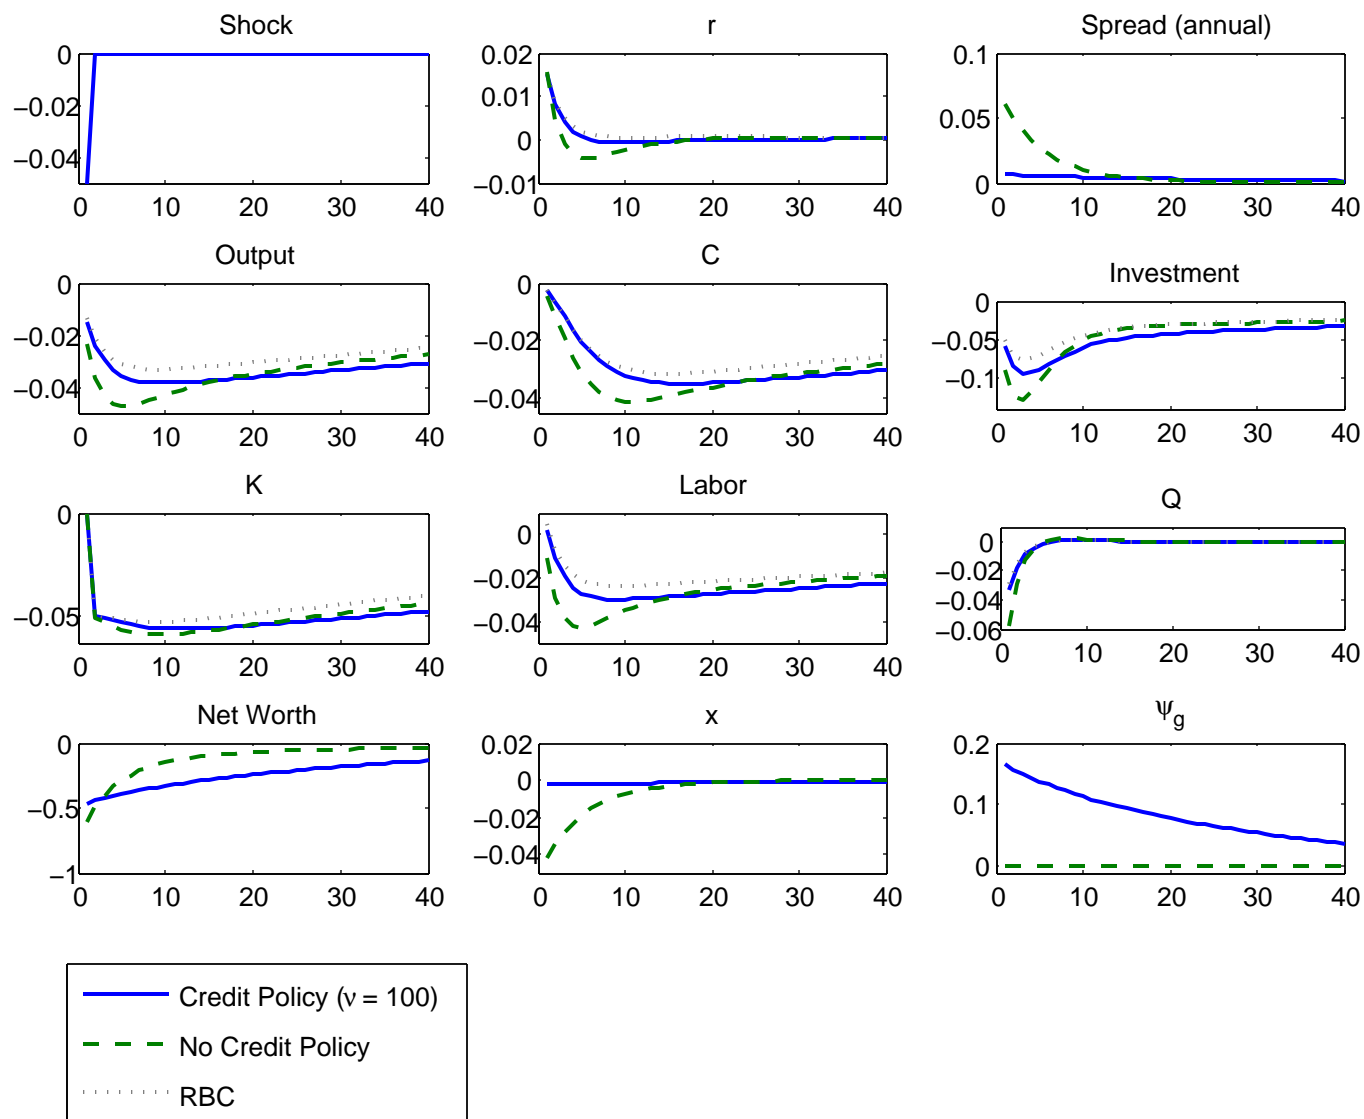 Shock
0
−0.02
−0.04
0 10 20 30 40
r
0.02
0.01
0
−0.01
0 10 20 30 40
Spread (annual)
0.1
0.05
0
0 10 20 30 40
Output
0
−0.02
−0.04
0 10 20 30 40
C
0
−0.02
−0.04
0 10 20 30 40
Investment
0
−0.05
−0.1
0 10 20 30 40
K
0
−0.05
0 10 20 30 40
Labor
0
−0.02
−0.04
0 10 20 30 40
Q
0
−0.02
−0.04
−0.06
0 10 20 30 40
Net Worth
0
−0.5
−1
0 10 20 30 40
x
0.02
0
−0.02
−0.04
0 10 20 30 40
ψg
0.2
0.1
0
0 10 20 30 40
Credit Policy (ν = 100)
No Credit Policy
RBC